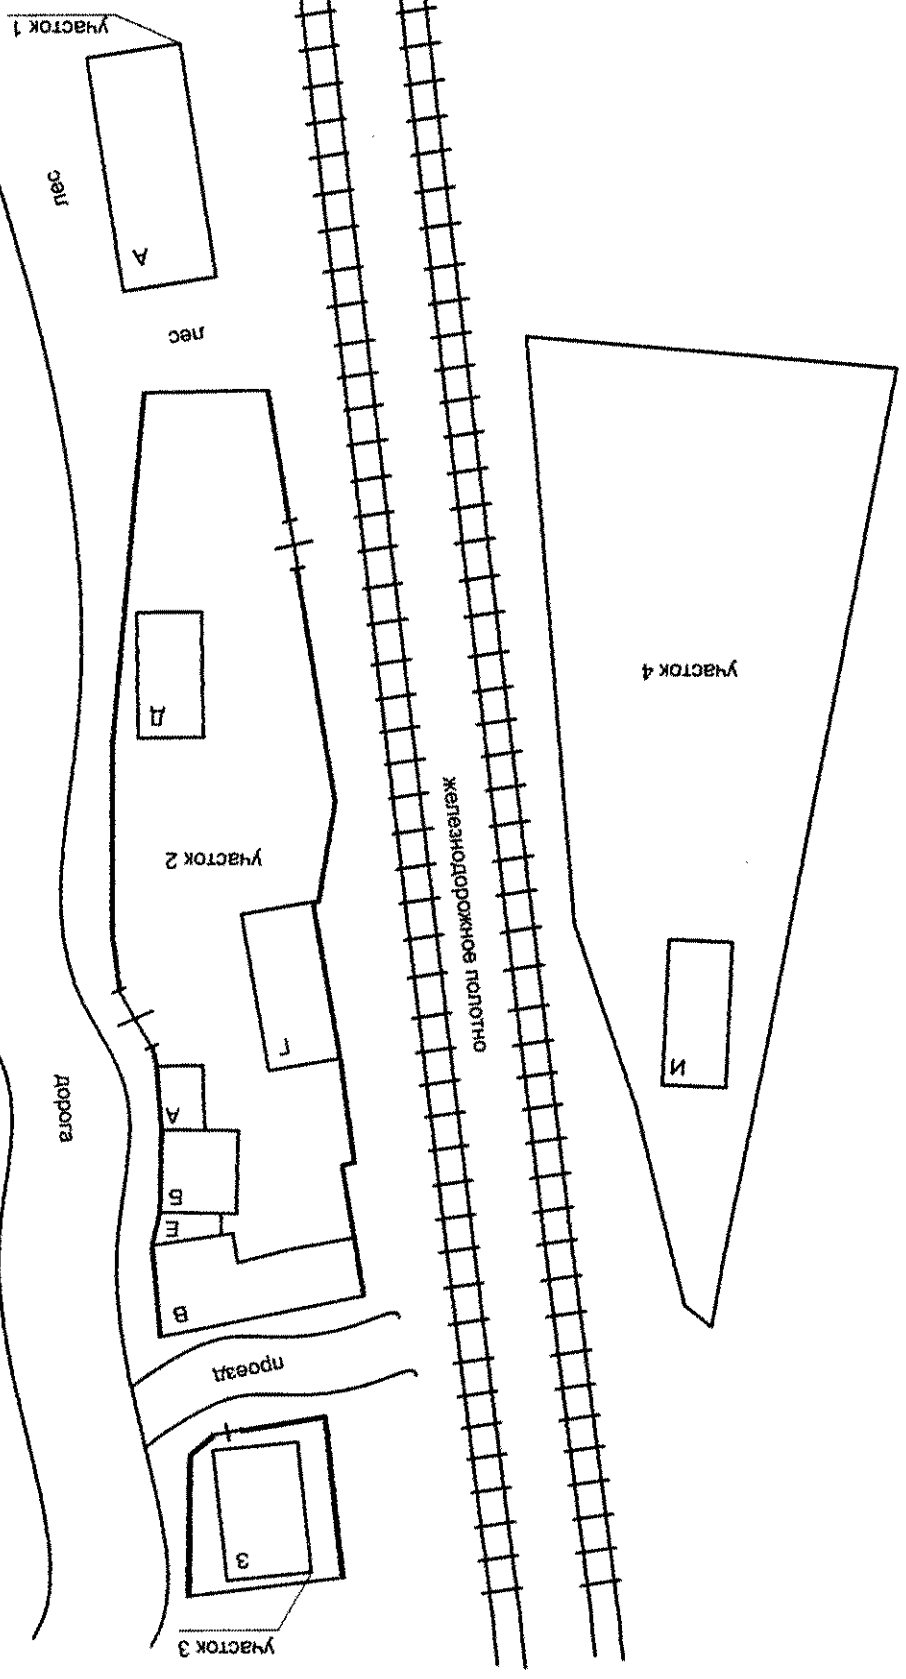 участок 3
З
проезд
В
Е
Б
А
дорога
И
Г
железнодорожное полотно
участок 2
Д
участок 4
лес
А
лес
участок 1